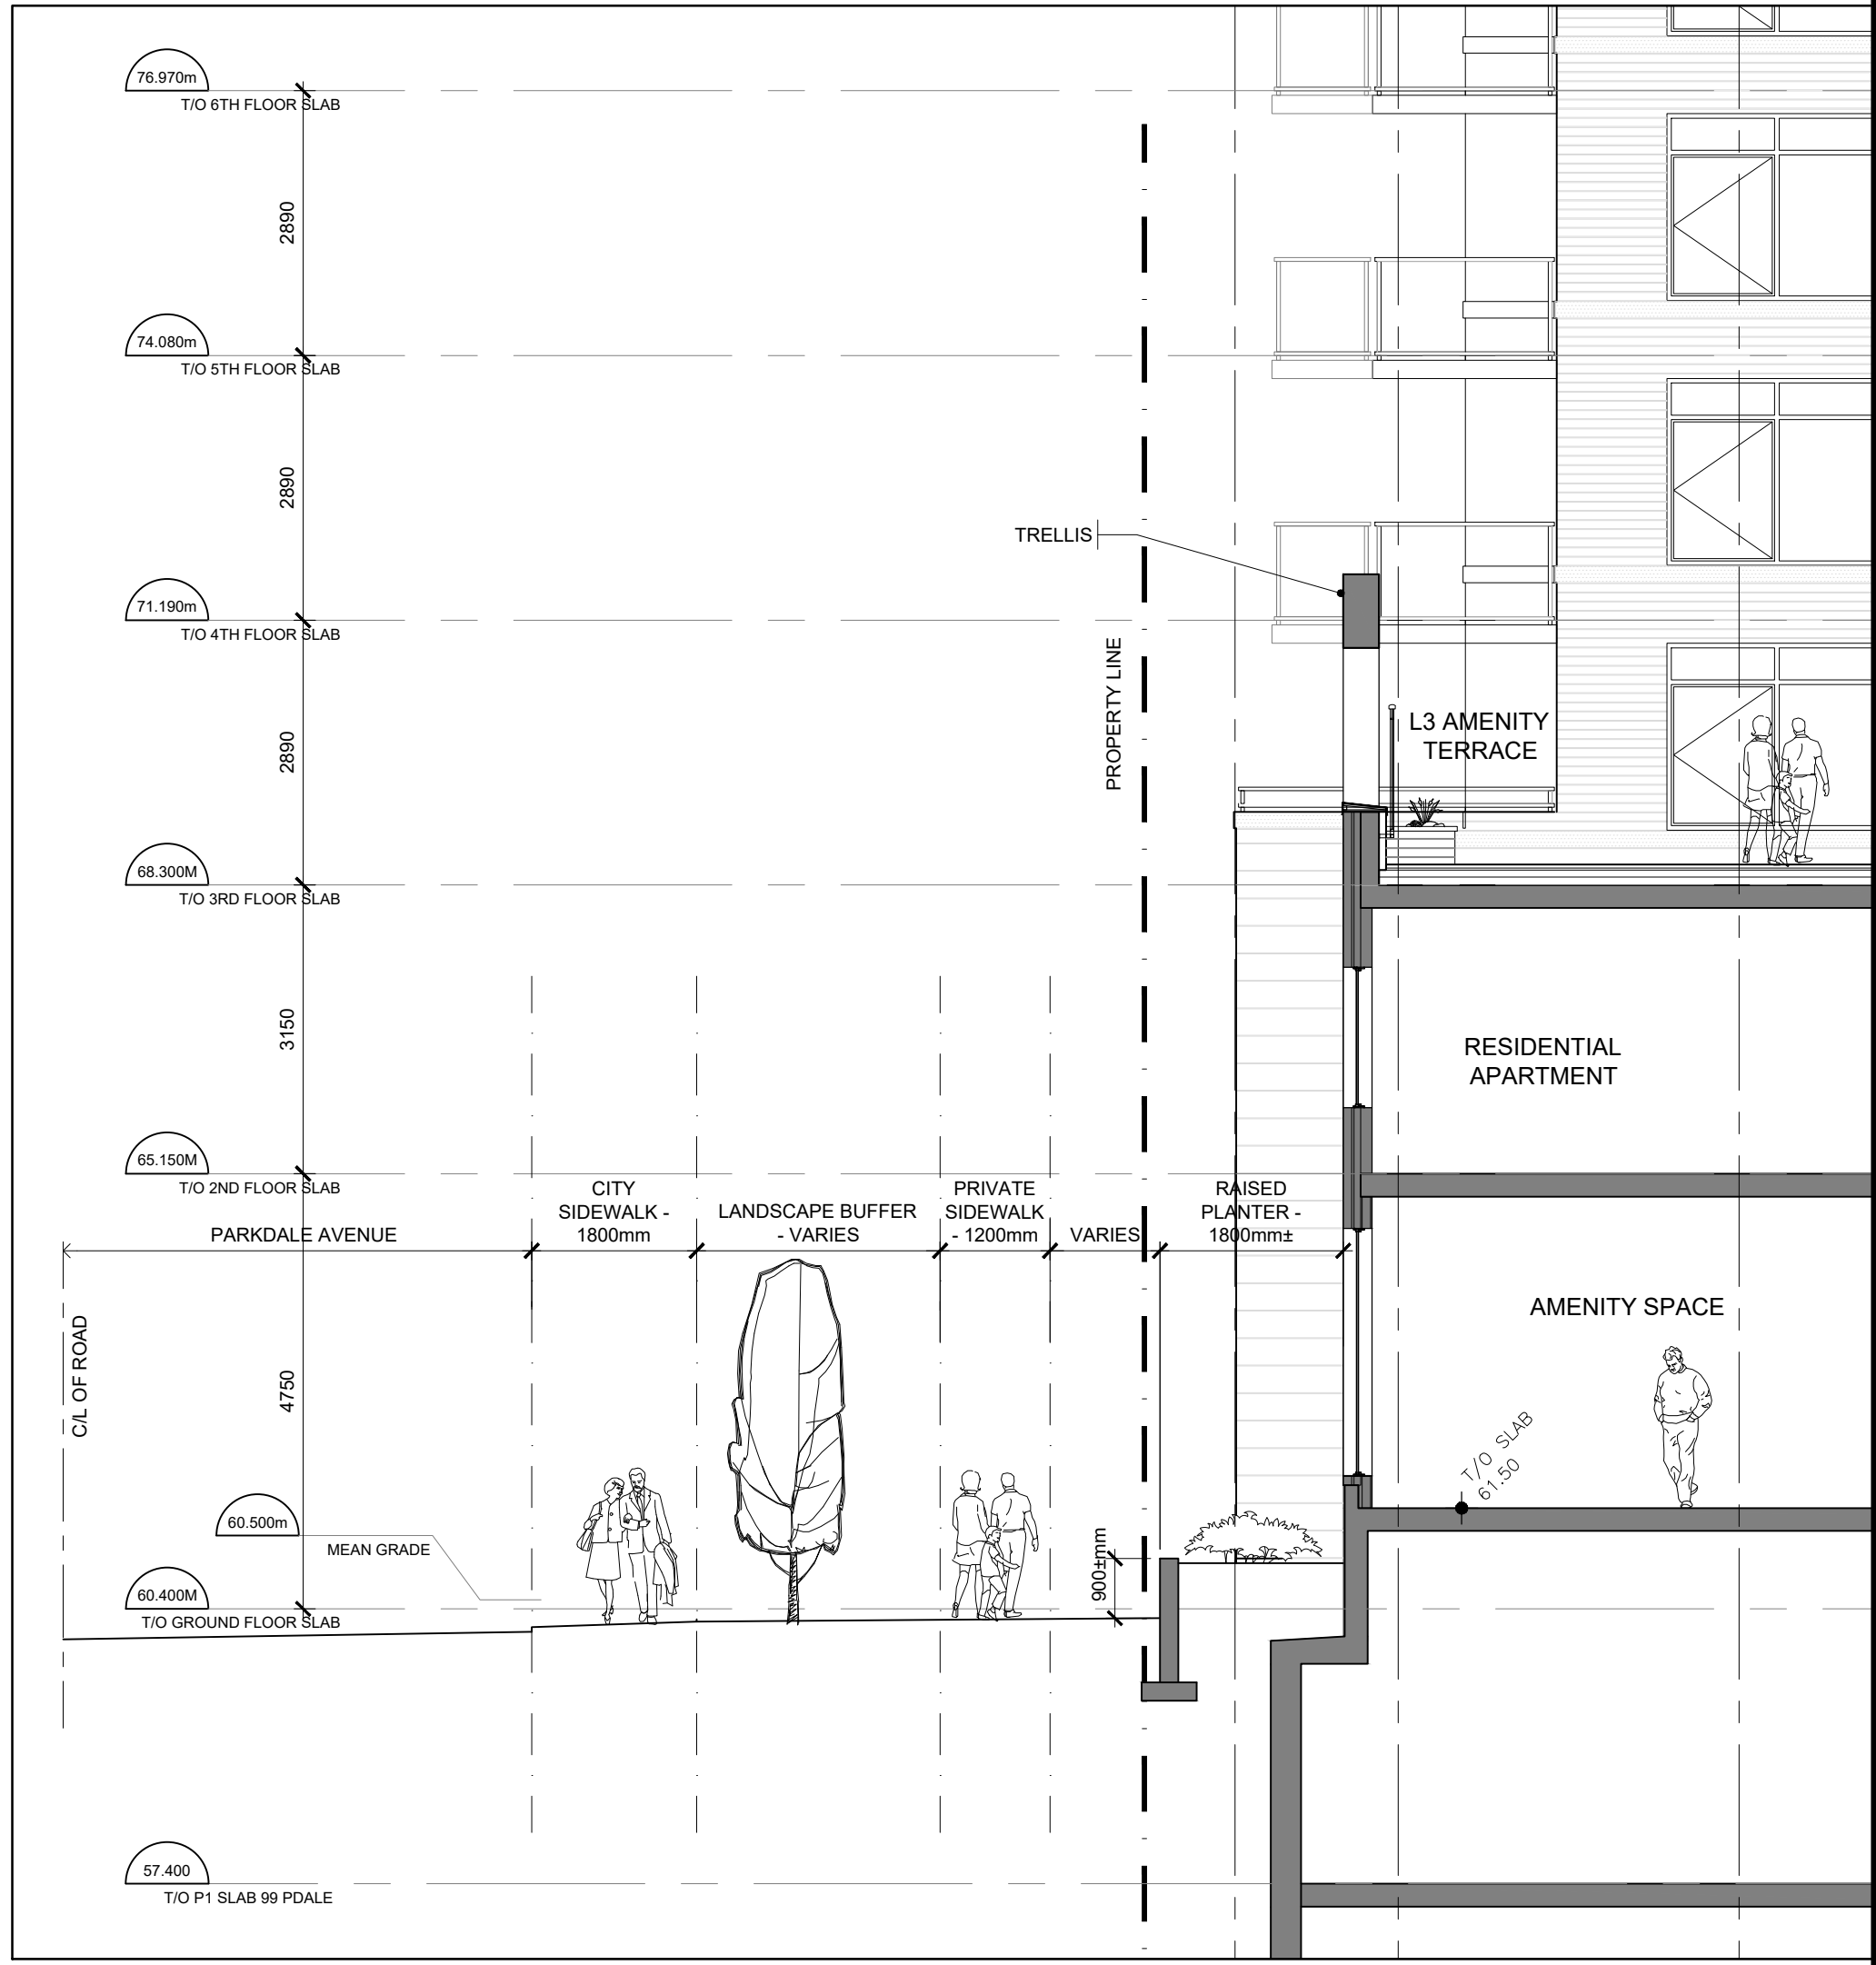 76.970m
T/O 6TH FLOOR SLAB
2890
74.080m
T/O 5TH FLOOR SLAB
2890
TRELLIS
71.190m
T/O 4TH FLOOR SLAB
PROPERTY LINE
2890
L3 AMENITY
TERRACE
68.300M
T/O 3RD FLOOR SLAB
3150
RESIDENTIAL
APARTMENT
65.150M
T/O 2ND FLOOR SLAB
PARKDALE AVENUE
CITY
SIDEWALK -
1800mm
LANDSCAPE BUFFER
- VARIES
PRIVATE
SIDEWALK
- 1200mm
VARIES
RAISED
PLANTER -
1800mm±
C/L OF ROAD
4750
AMENITY SPACE
T/O SLAB
61.50
60.500m
MEAN GRADE
900±mm
60.400M
T/O GROUND FLOOR SLAB
57.400
T/O P1 SLAB 99 PDALE